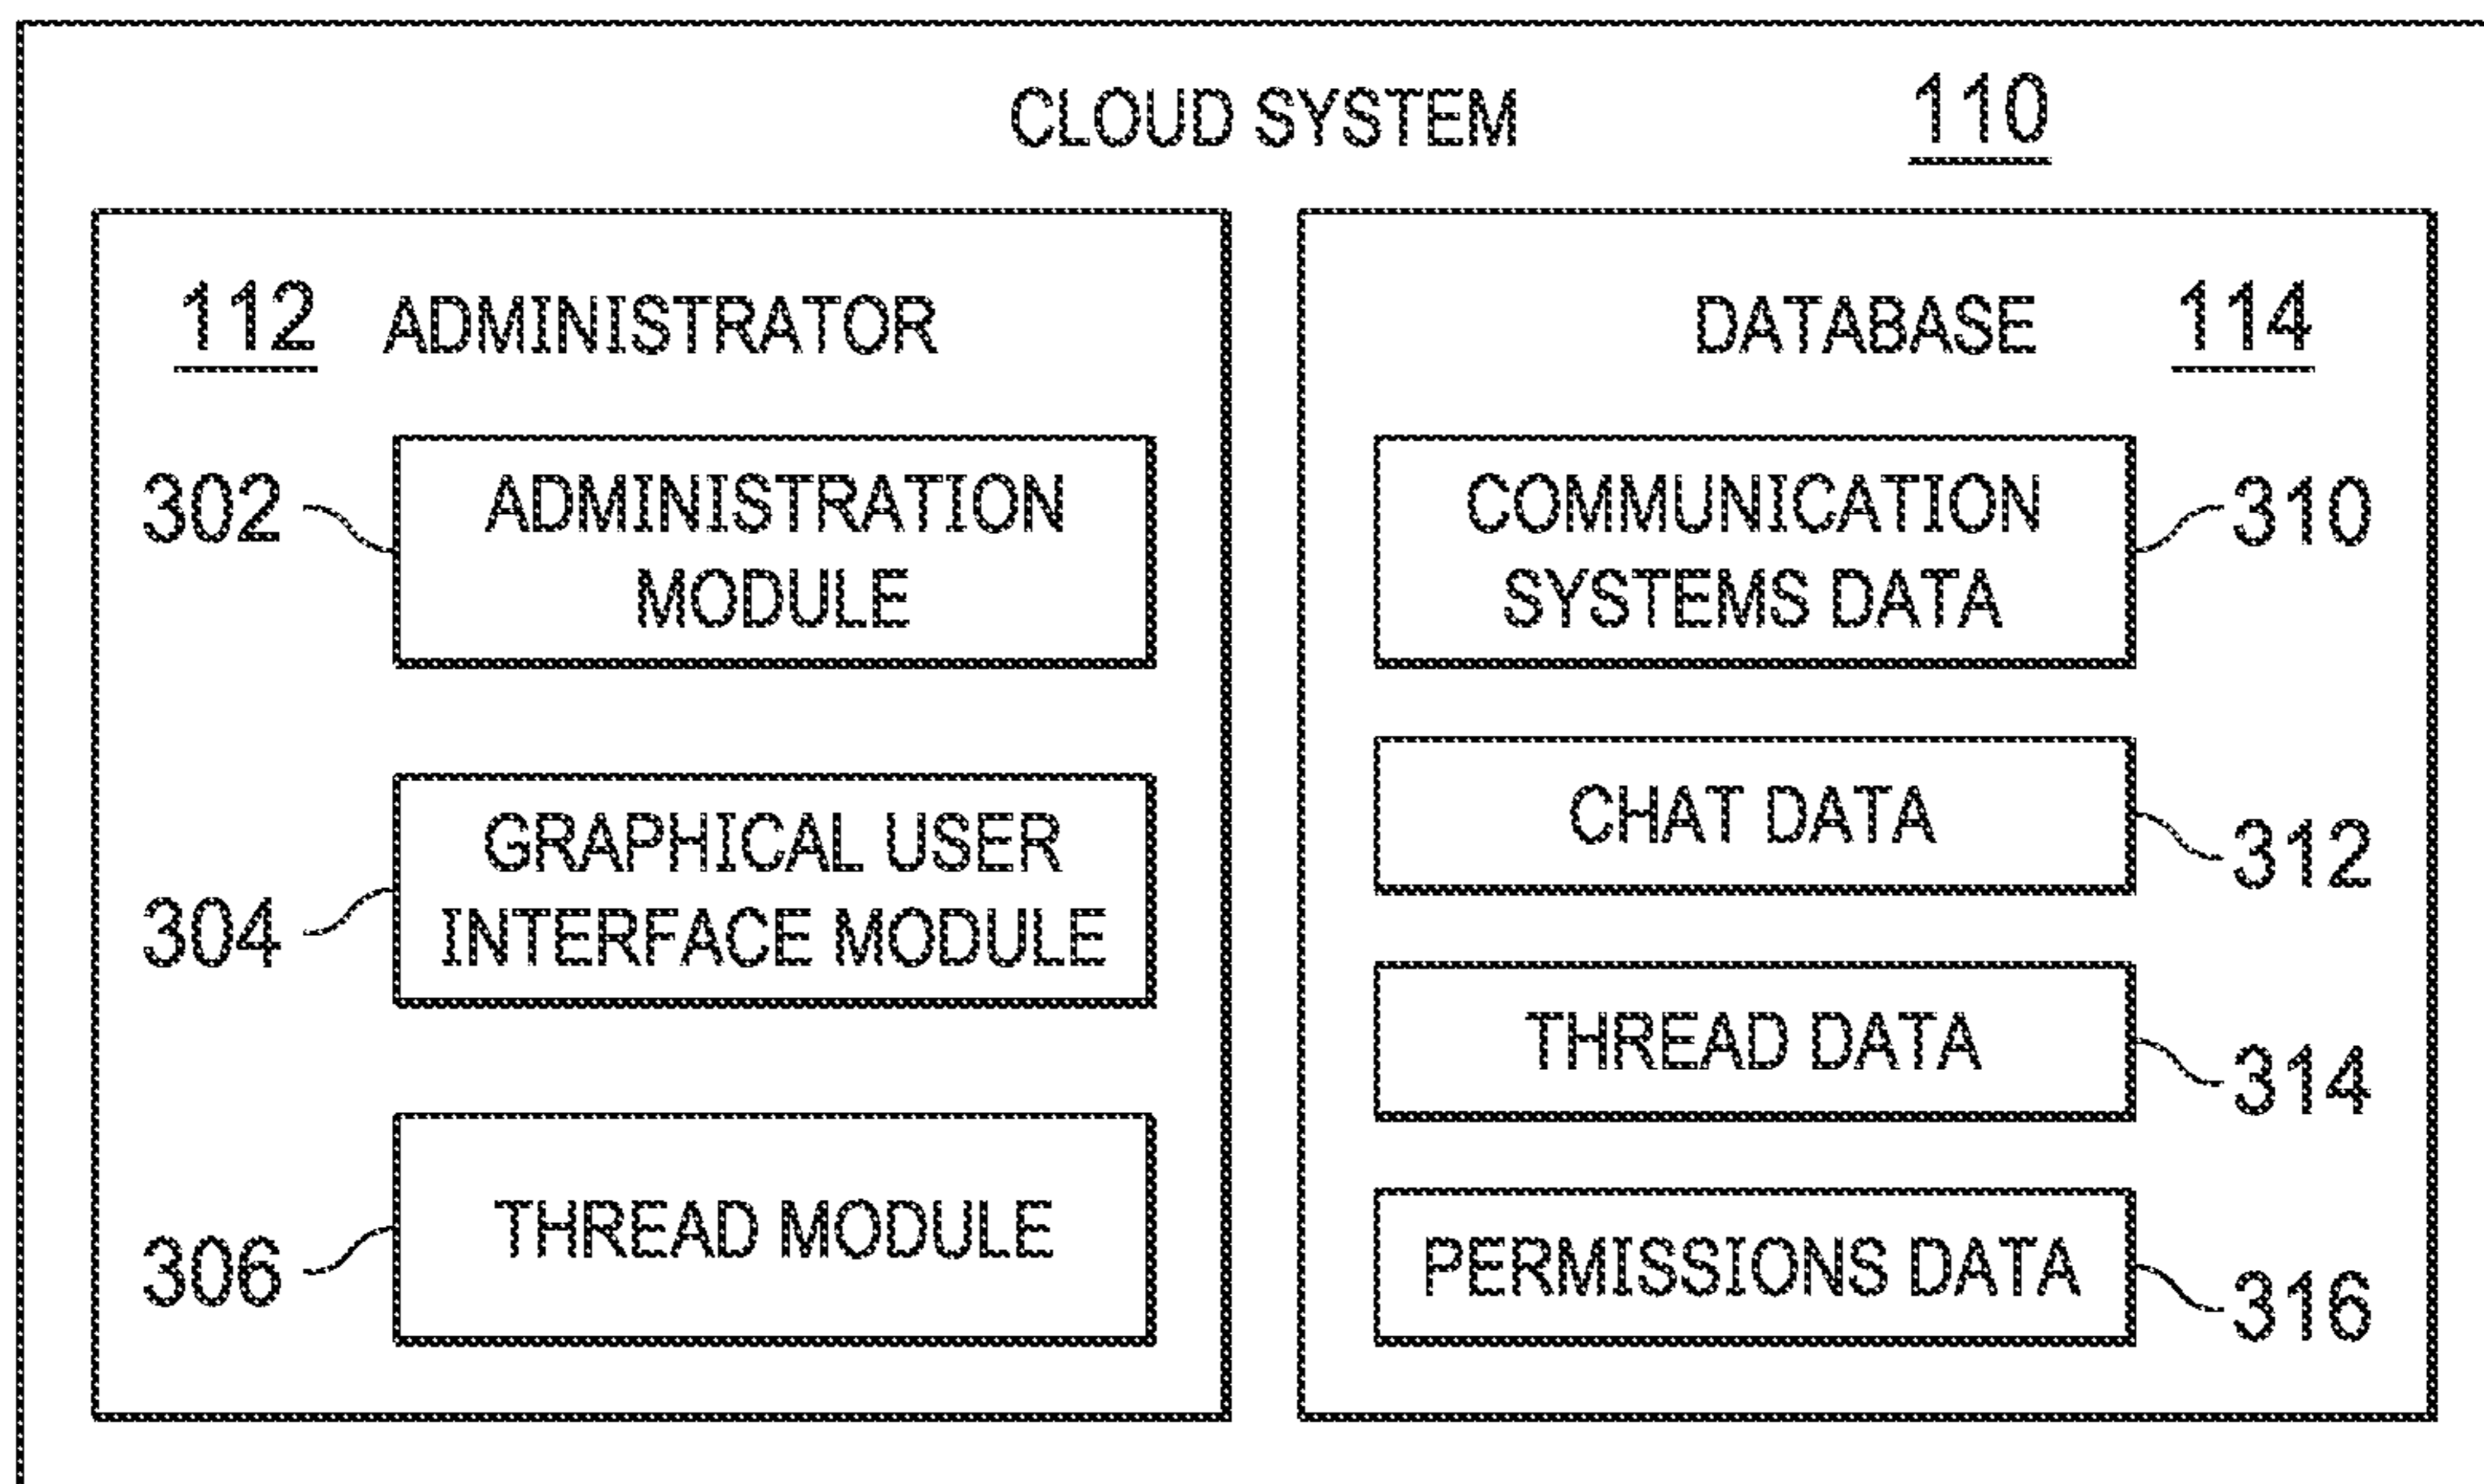 CLOUD SYSTEM 110
112 ADMINISTRATOR
302
ADMINISTRATION
MODULE
304
GRAPHICAL USER
INTERFACE MODULE
306
THREAD MODULE
DATABASE 114
COMMUNICATION
SYSTEMS DATA
310
CHAT DATA
312
THREAD DATA
314
PERMISSIONS DATA
316